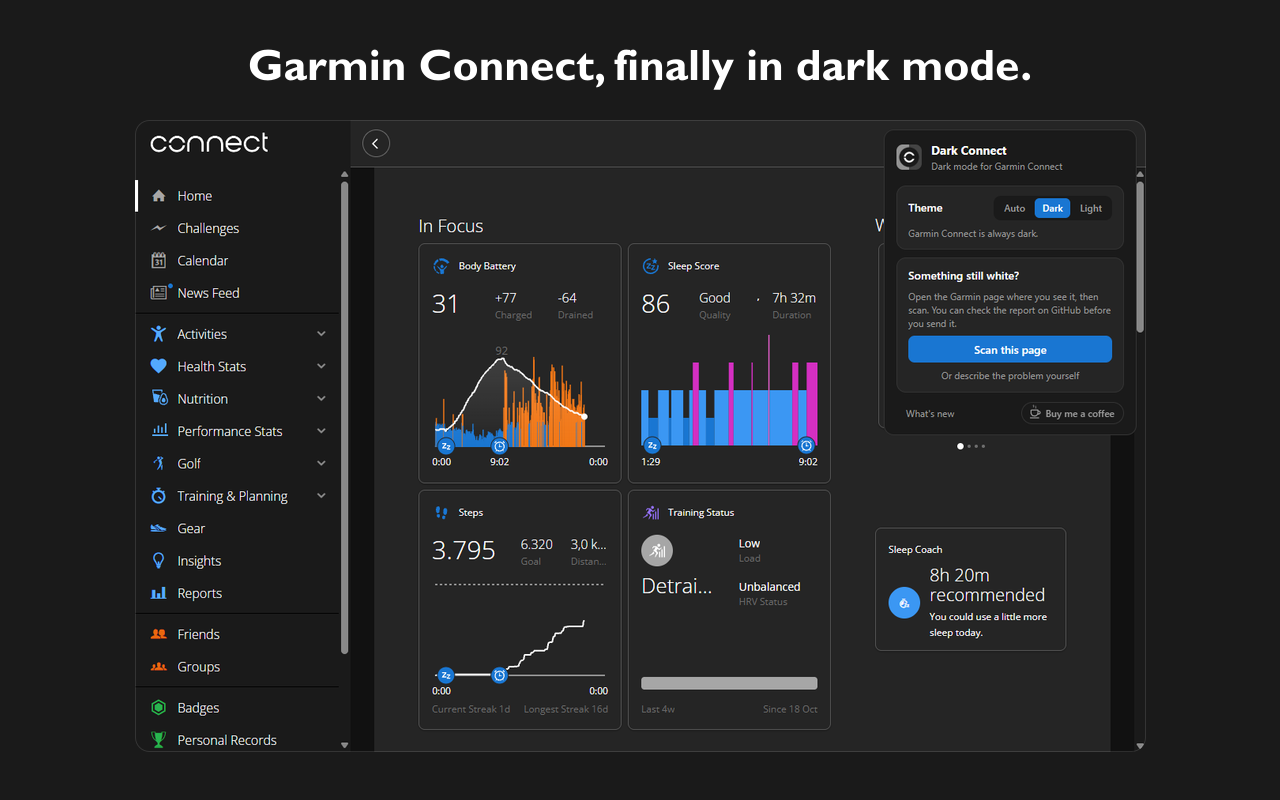 Garmin Connect, finally in dark mode.
connect
Home
Challenges
31
Calendar
News Feed
Activities
Health Stats
Nutrition
Performance Stats
Golf
Training & Planning
Gear
Insights
Reports
Friends
Groups
Badges
Personal Records
In Focus
Body Battery
31
+77
-64
Charged
Drained
92
Zz
0:00
9:02
0:00
Sleep Score
86
Good
7h 32m
Quality
Duration
Zz
1:29
9:02
Steps
3.795
6.320
3,0 k...
Goal
Distan...
Zz
0:00
0:00
Current Streak 1d
Longest Streak 16d
Training Status
Low
Load
Detrai...
Unbalanced
HRV Status
Last 4w
Since 18 Oct
Dark Connect
Dark mode for Garmin Connect
Theme
Auto
Dark
Light
Garmin Connect is always dark.
Something still white?
Open the Garmin page where you see it, then
scan. You can check the report on GitHub before
you send it.
Scan this page
Or describe the problem yourself
What's new
Buy me a coffee
Sleep Coach
8h 20m
recommended
You could use a little more
sleep today.